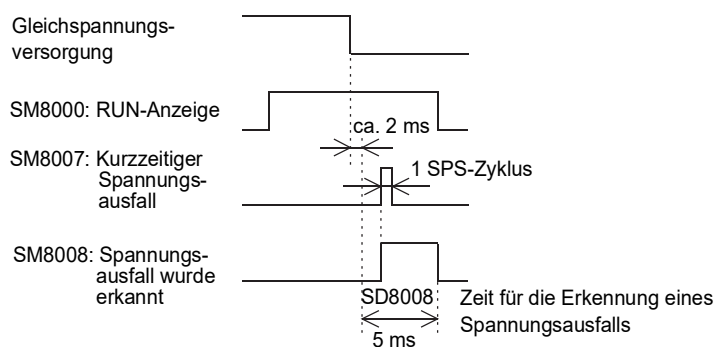 Gleichspannungs-
versorgung
SM8000: RUN-Anzeige
ca. 2 ms
SM8007: Kurzzeitiger
Spannungs-
ausfall
1 SPS-Zyklus
SM8008: Spannungs-
ausfall wurde
erkannt
SD8008
5 ms
Zeit für die Erkennung eines
Spannungsausfalls